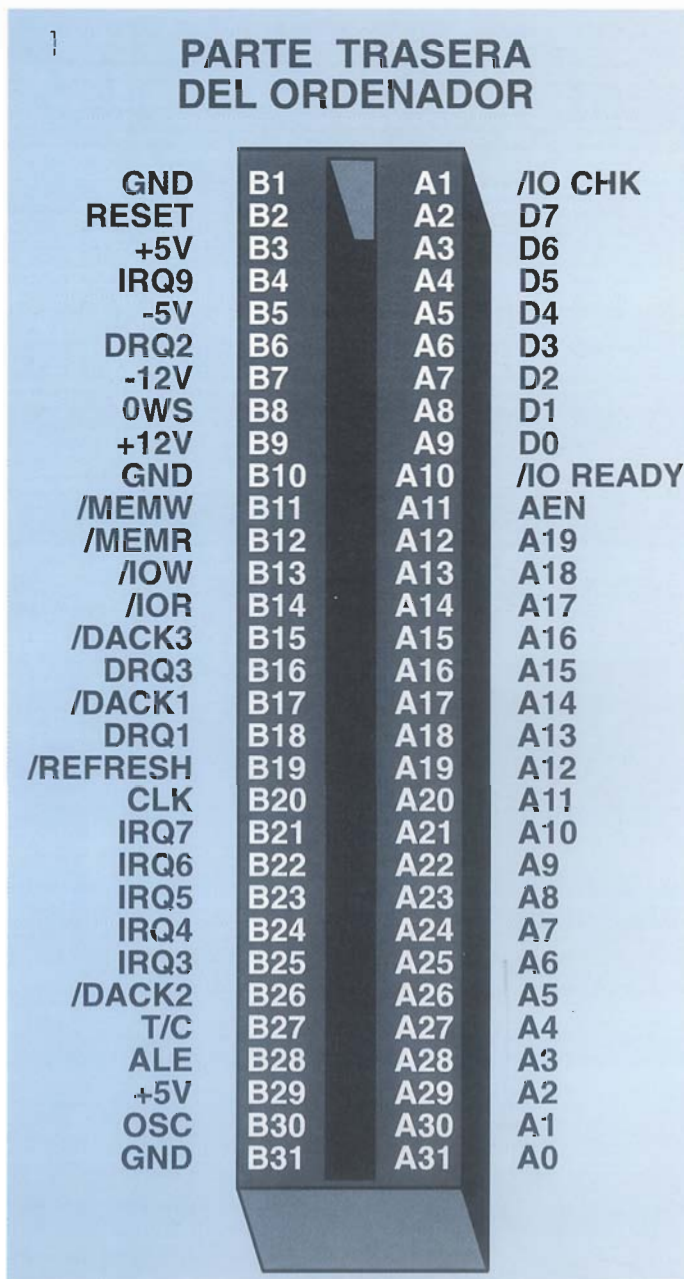 1
PARTE TRASERA
DEL ORDENADOR
GND B1 A1 /IO CHK
RESET B2 A2 D7
+5V B3 A3 D6
IRQ9 B4 A4 D5
-5V B5 A5 D4
DRQ2 B6 A6 D3
-12V B7 A7 D2
0WS B8 A8 D1
+12V B9 A9 D0
GND B10 A10 /IO READY
/MEMW B11 A11 AEN
/MEMR B12 A12 A19
/IOW B13 A13 A18
/IOR B14 A14 A17
/DACK3 B15 A15 A16
DRQ3 B16 A16 A15
/DACK1 B17 A17 A14
DRQ1 B18 A18 A13
/REFRESH B19 A19 A12
CLK B20 A20 A11
IRQ7 B21 A21 A10
IRQ6 B22 A22 A9
IRQ5 B23 A23 A8
IRQ4 B24 A24 A7
IRQ3 B25 A25 A6
/DACK2 B26 A26 A5
T/C B27 A27 A4
ALE B28 A28 A3
+5V B29 A29 A2
OSC B30 A30 A1
GND B31 A31 A0